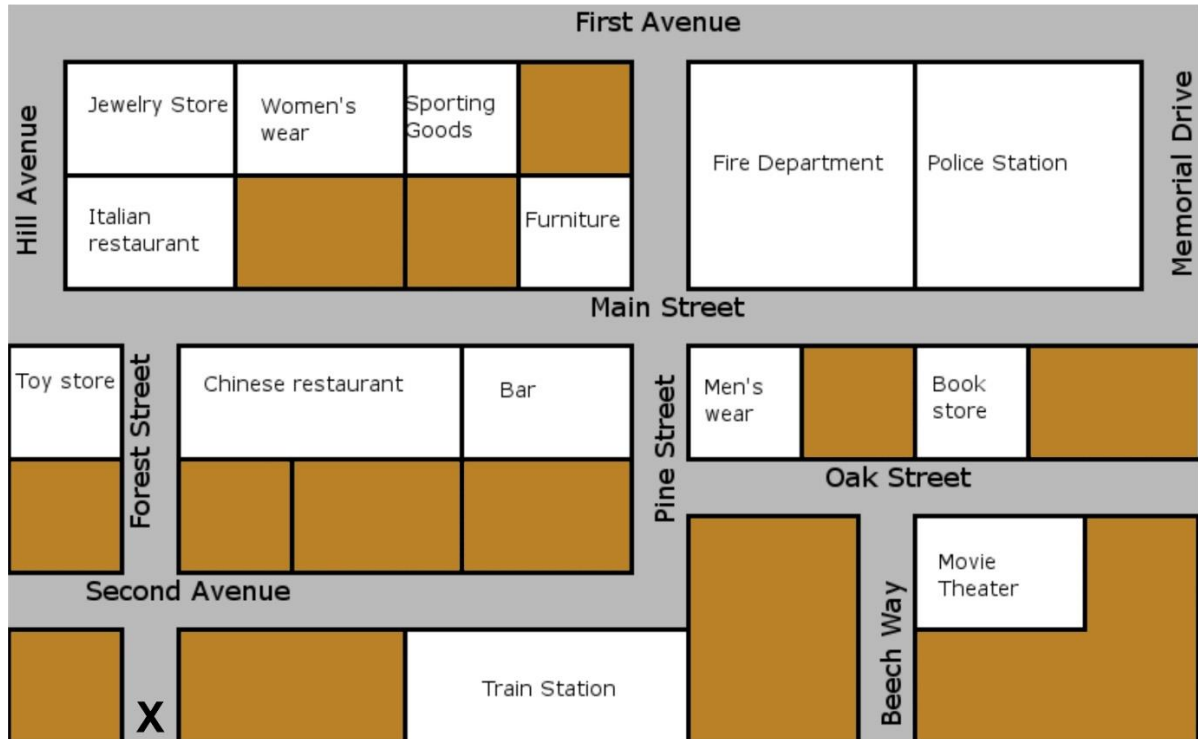 First Avenue
Hill Avenue
Jewelry Store
Women's
wear
Sporting
Goods
Fire Department
Police Station
Memorial Drive
Italian
restaurant
Furniture
Main Street
Toy store
Forest Street
Chinese restaurant
Bar
Pine Street
Men's
wear
Book
store
Oak Street
Second Avenue
Movie
Theater
Beech Way
Train Station
X